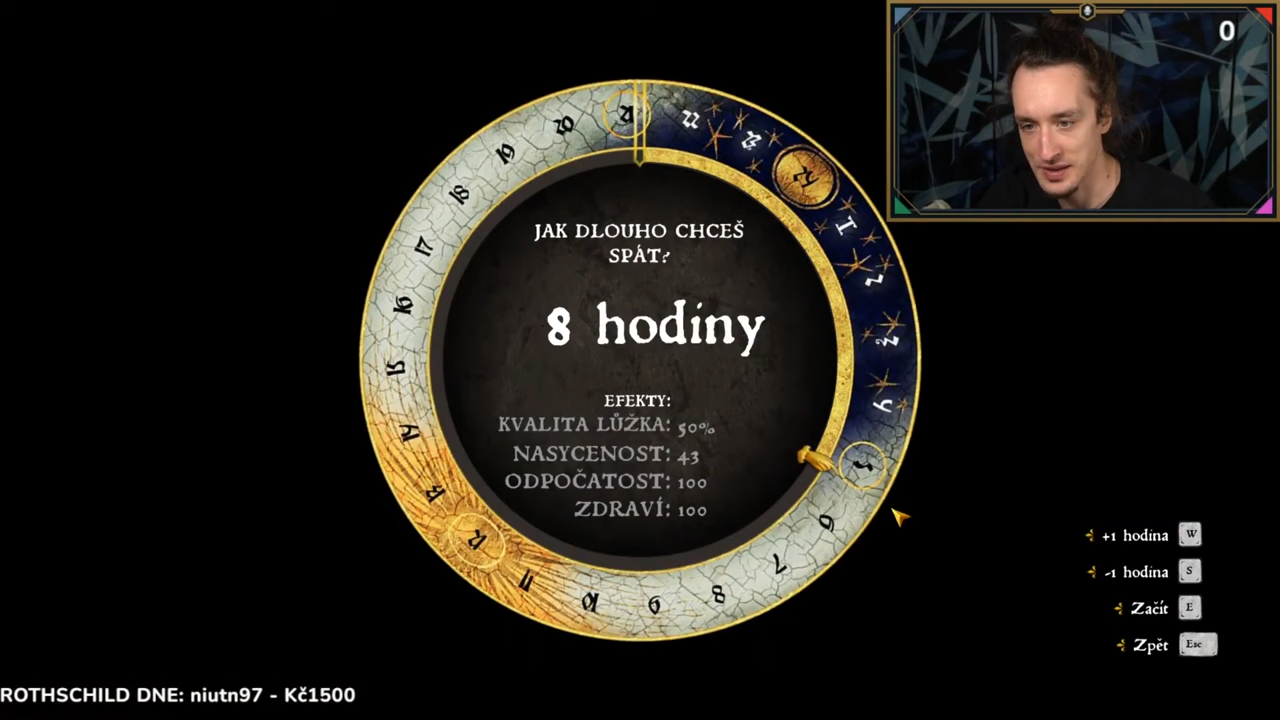 0
JAK DLOUHO CHCEŠ
SPÁT?
8 hodiny
EFEKTY:
KVALITA LŮŽKA: 50%
NASYCENOST: 43
ODPOČATOST: 100
ZDRAVÍ: 100
+1 hodina W
-1 hodina S
Začít E
Zpět Esc
ROTHSCHILD DNE: niutn97 - Kč1500